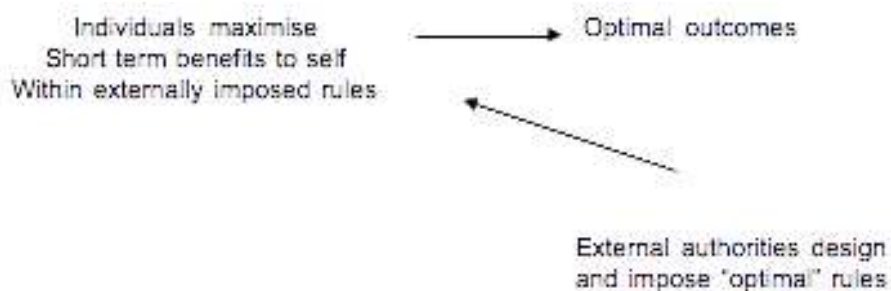 Individuals maximise
Short term benefits to self
Within externally imposed rules
Optimal outcomes
External authorities design
and impose "optimal" rules